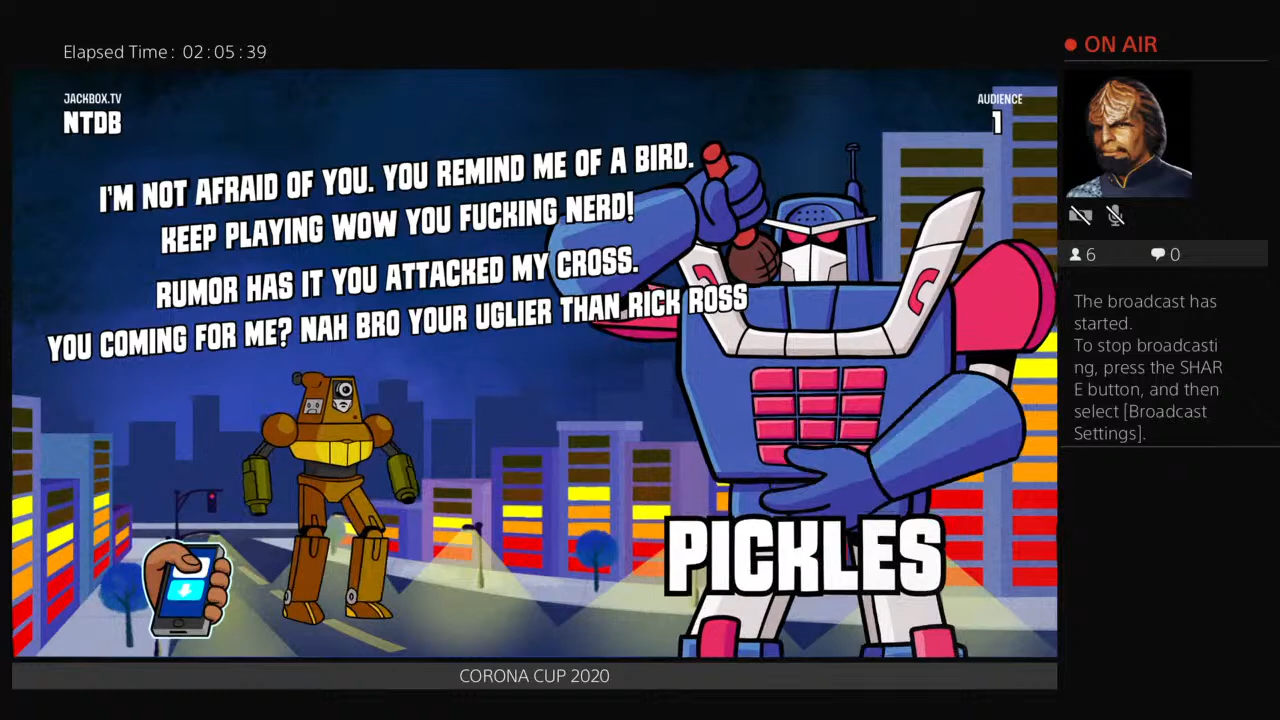 Elapsed Time: 02:05:39
ON AIR
JACKBOX.TV
NTDB
AUDIENCE
1
I'M NOT AFRAID OF YOU. YOU REMIND ME OF A BIRD.
KEEP PLAYING WOW YOU FUCKING NERD!
RUMOR HAS IT YOU ATTACKED MY CROSS.
YOU COMING FOR ME? NAH BRO YOUR UGLIER THAN RICK ROSS
PICKLES
CORONA CUP 2020
6
0
The broadcast has
started.
To stop broadcasti
ng, press the SHAR
E button, and then
select [Broadcast
Settings].